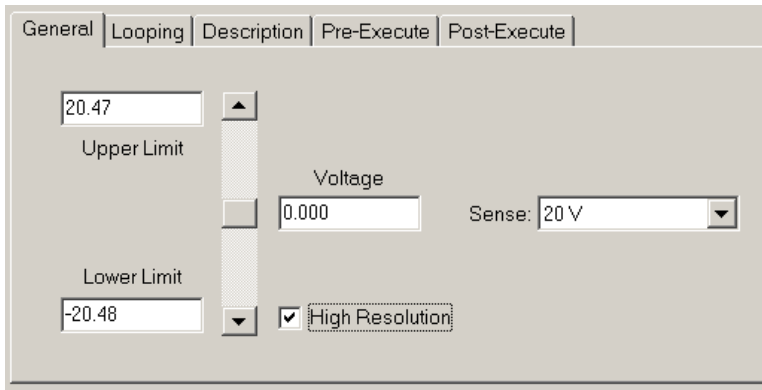 General Looping Description Pre-Execute Post-Execute
20.47
Upper Limit
Voltage
0.000
Sense: 20 V
Lower Limit
-20.48
High Resolution